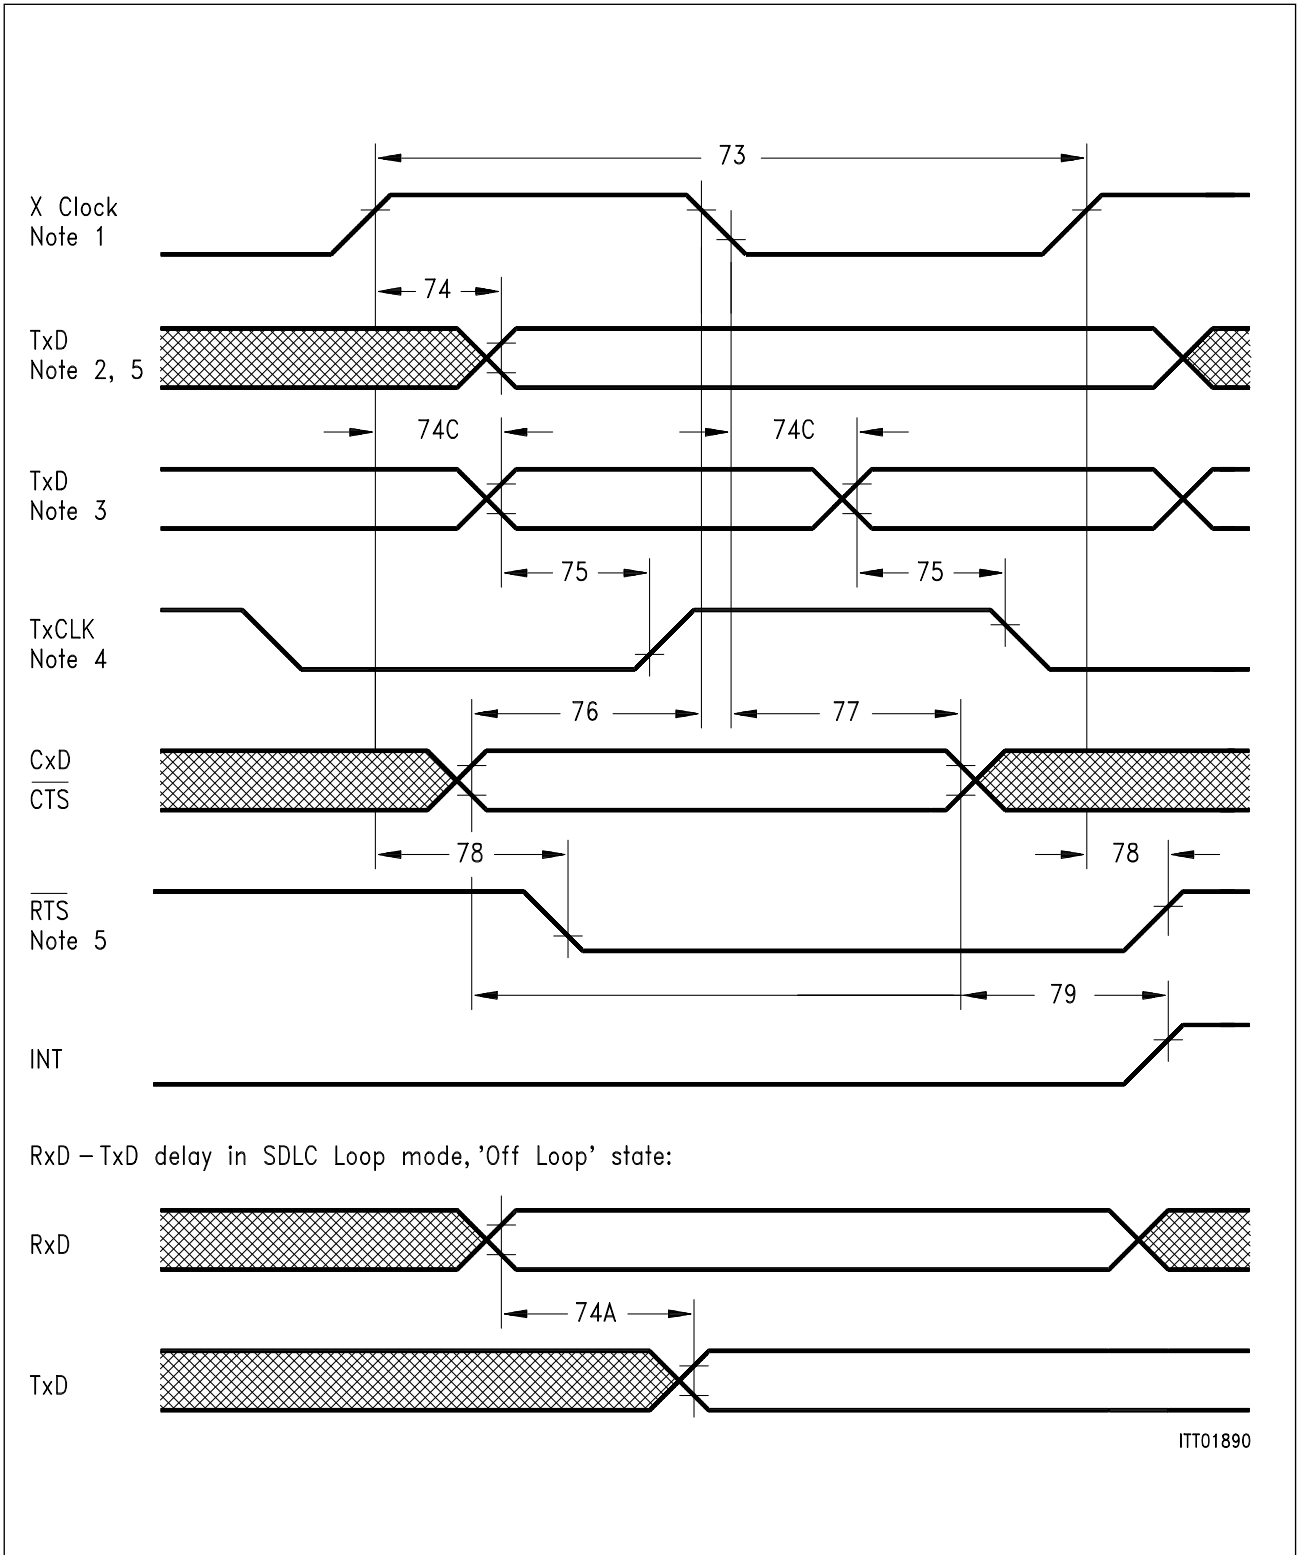 73
X Clock
Note 1
74
TxD
Note 2, 5
74C 74C
TxD
Note 3
75 75
TxCLK
Note 4
76 77
CxD
CTS
78 78
RTS
Note 5
79
INT
RxD – TxD delay in SDLC Loop mode, 'Off Loop' state:
RxD
74A
TxD
ITT01890